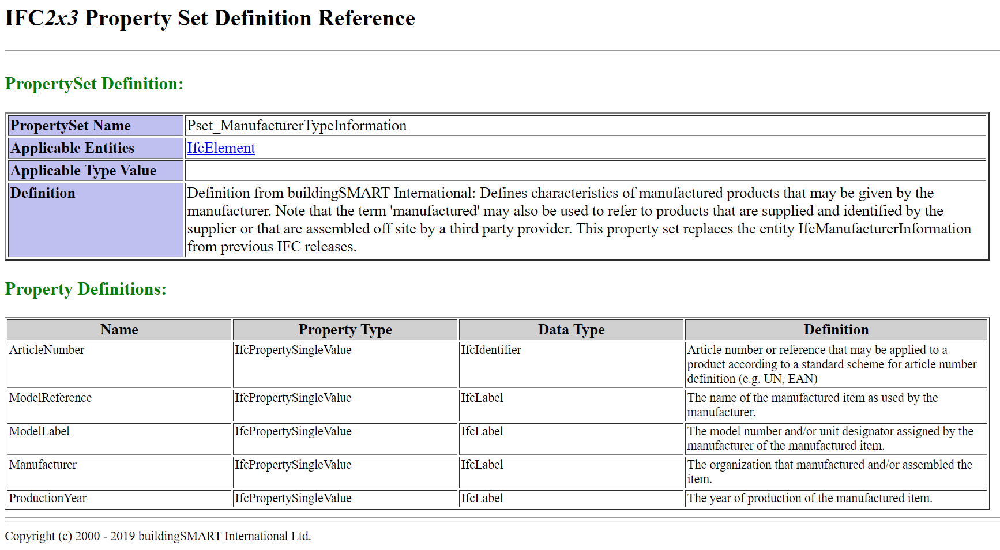 IFC2x3 Property Set Definition Reference
PropertySet Definition:
PropertySet Name Pset_ManufacturerTypeInformation
Applicable Entities IfcElement
Applicable Type Value
Definition Definition from buildingSMART International: Defines characteristics of manufactured products that may be given by the
manufacturer. Note that the term 'manufactured' may also be used to refer to products that are supplied and identified by the
supplier or that are assembled off site by a third party provider. This property set replaces the entity IfcManufacturerInformation
from previous IFC releases.
Property Definitions:
Name Property Type Data Type Definition
ArticleNumber IfcPropertySingleValue IfcIdentifier Article number or reference that may be applied to a
product according to a standard scheme for article number
definition (e.g. UN, EAN)
ModelReference IfcPropertySingleValue IfcLabel The name of the manufactured item as used by the
manufacturer.
ModelLabel IfcPropertySingleValue IfcLabel The model number and/or unit designator assigned by the
manufacturer of the manufactured item.
Manufacturer IfcPropertySingleValue IfcLabel The organization that manufactured and/or assembled the
item.
ProductionYear IfcPropertySingleValue IfcLabel The year of production of the manufactured item.
Copyright (c) 2000 - 2019 buildingSMART International Ltd.